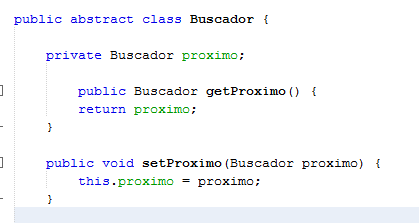 public abstract class Buscador {
private Buscador proximo;
public Buscador getProximo() {
return proximo;
}
public void setProximo(Buscador proximo) {
this.proximo = proximo;
}